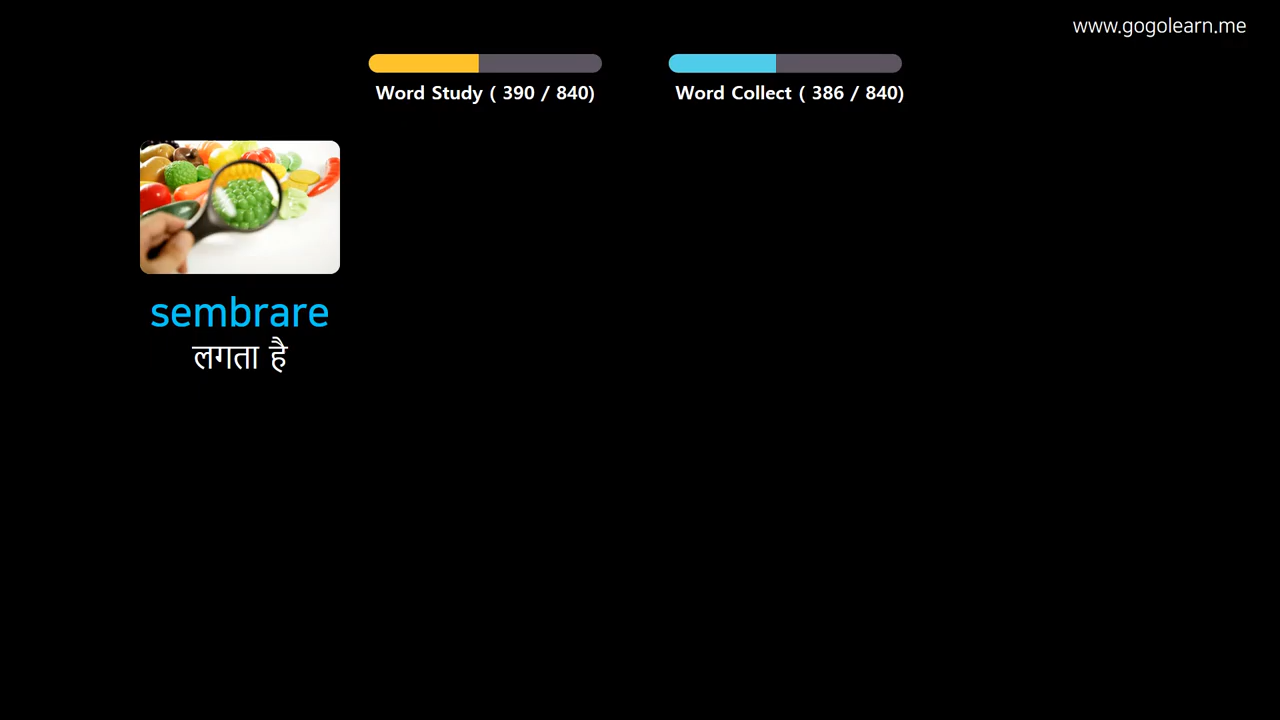 www.gogolearn.me
Word Study ( 390 / 840)
Word Collect ( 386 / 840)
sembrare
लगता है